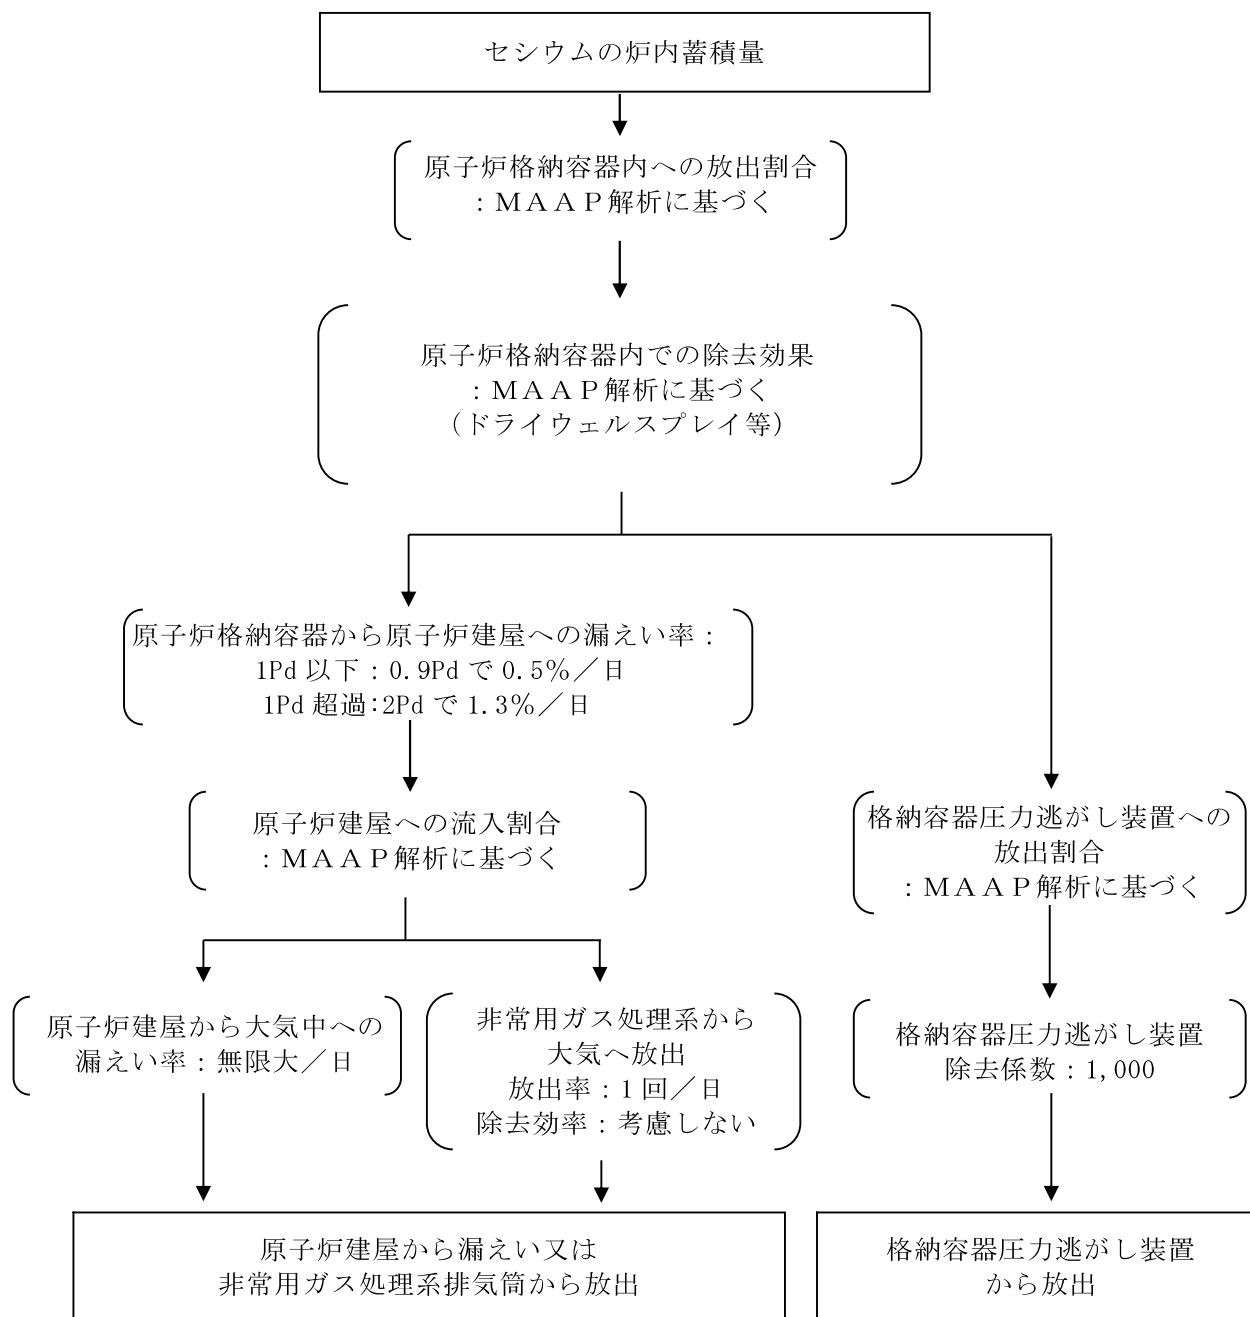 セシウムの炉内蓄積量
原子炉格納容器内への放出割合
：ＭＡＡＰ解析に基づく
原子炉格納容器内での除去効果
：ＭＡＡＰ解析に基づく
（ドライウェルスプレイ等）
原子炉格納容器から原子炉建屋への漏えい率：
1Pd 以下：0.9Pd で 0.5％／日
1Pd 超過：2Pd で 1.3％／日
原子炉建屋への流入割合
：ＭＡＡＰ解析に基づく
格納容器圧力逃がし装置への
放出割合
：ＭＡＡＰ解析に基づく
原子炉建屋から大気中への
漏えい率：無限大／日
非常用ガス処理系から
大気へ放出
放出率：1 回／日
除去効率：考慮しない
格納容器圧力逃がし装置
除去係数：1,000
原子炉建屋から漏えい又は
非常用ガス処理系排気筒から放出
格納容器圧力逃がし装置
から放出